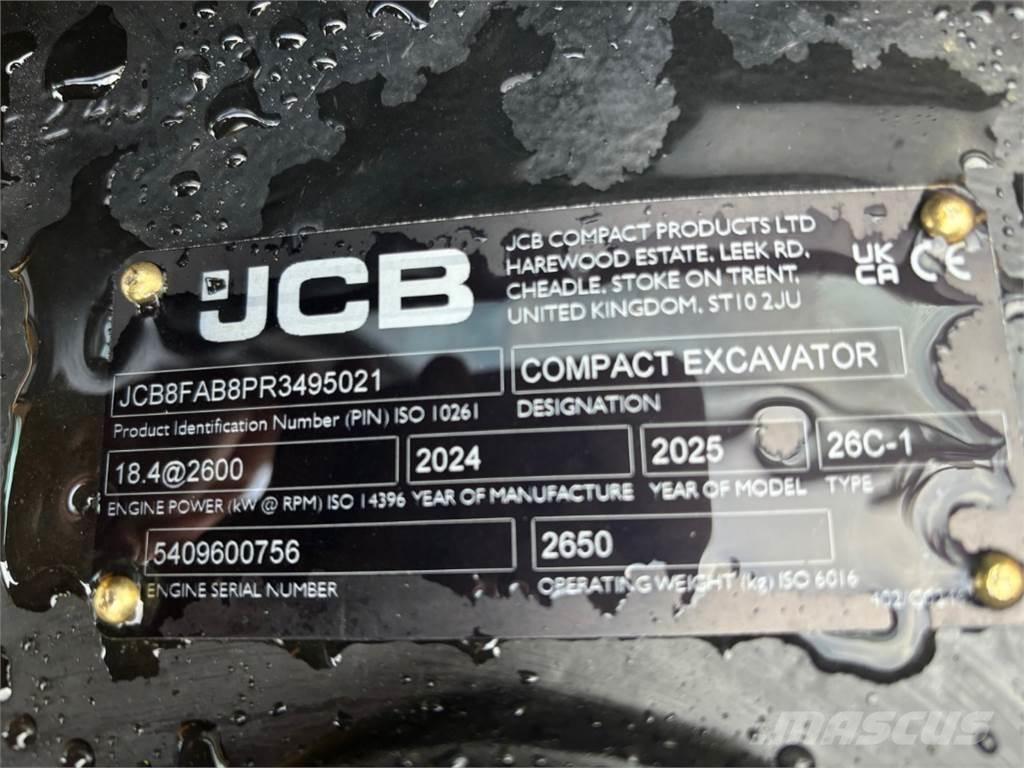 JCB
JCB COMPACT PRODUCTS LTD
HAREWOOD ESTATE, LEEK RD,
CHEADLE, STOKE ON TRENT,
UNITED KINGDOM, ST10 2JU
UK
CA
CE
JCB8FAB8PR3495021
Product Identification Number (PIN) ISO 10261
COMPACT EXCAVATOR
DESIGNATION
18.4@2600
ENGINE POWER (kW @ RPM) ISO 14396
2024
YEAR OF MANUFACTURE
2025
YEAR OF MODEL
26C-1
TYPE
5409600756
ENGINE SERIAL NUMBER
2650
OPERATING WEIGHT (kg) ISO 6016
MASCUS